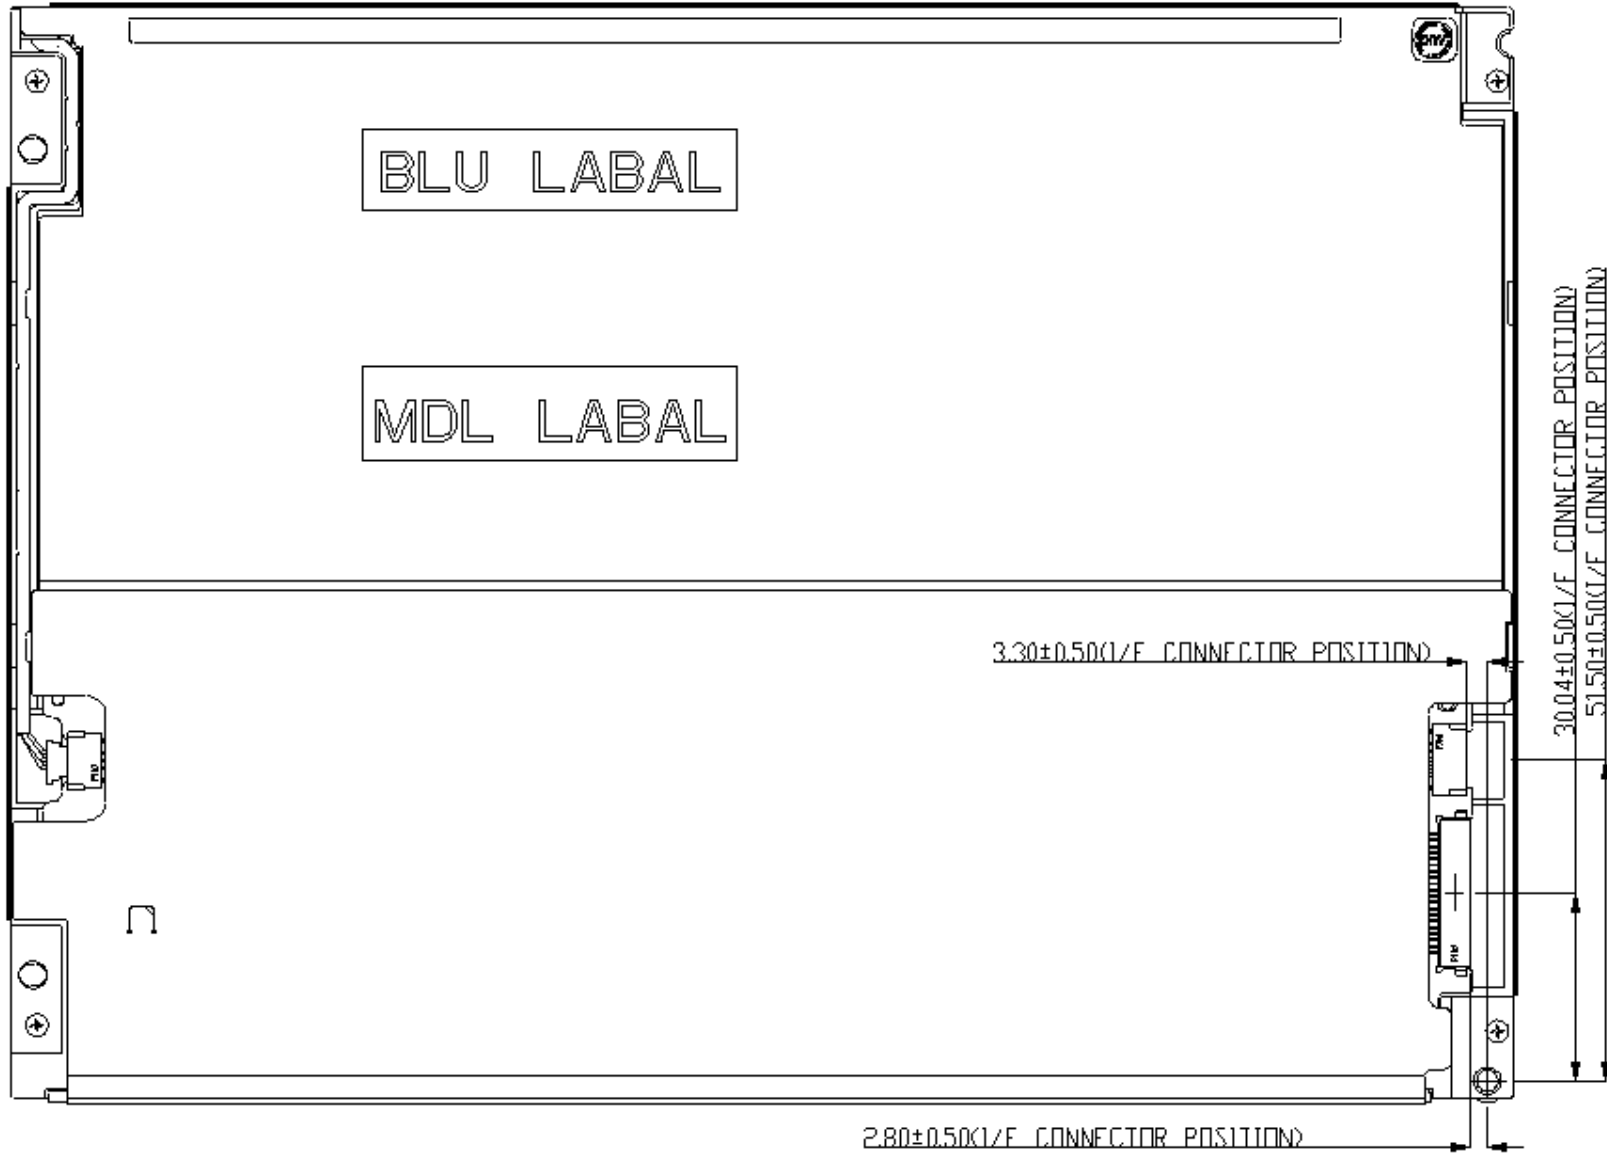 BLU LABAL
MDL LABAL
3.30±0.50(I/F CONNECTOR POSITION)
30.04±0.50(I/F CONNECTOR POSITION)
51.50±0.50(I/F CONNECTOR POSITION)
2.80±0.50(I/F CONNECTOR POSITION)